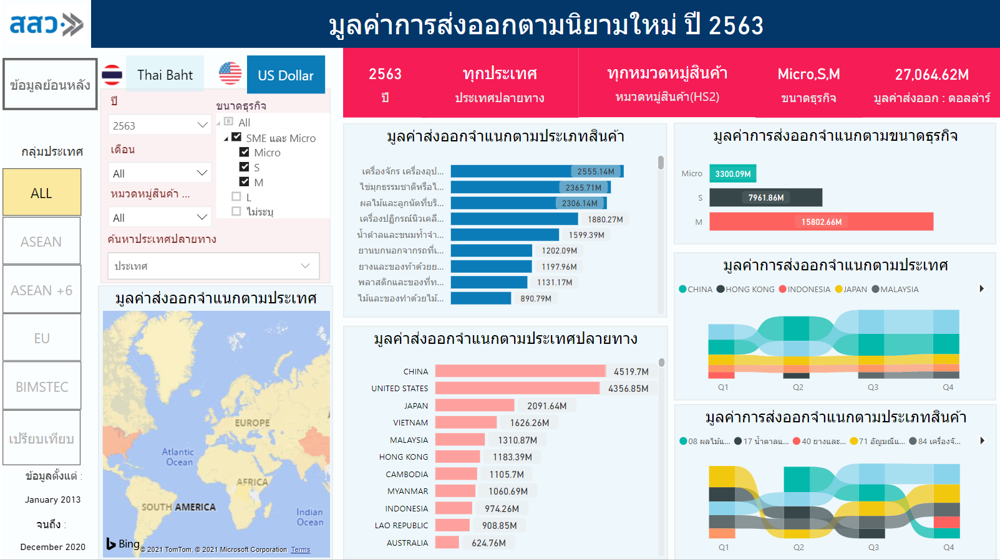 สสว
มูลค่าการส่งออกตามนิยามใหม่ ปี 2563
ข้อมูลย้อนหลัง
กลุ่มประเทศ
ALL
ASEAN
ASEAN +6
EU
BIMSTEC
เปรียบเทียบ
ข้อมูลตั้งแต่ :
January 2013
จนถึง :
December 2020
Thai Baht
US Dollar
ปี
2563
เดือน
All
หมวดหมู่สินค้า ...
All
ค้นหาประเทศปลายทาง
ประเทศ
ขนาดธุรกิจ
All
SME และ Micro
Micro
S
M
L
ไม่ระบุ
2563
ปี
ทุกประเทศ
ประเทศปลายทาง
ทุกหมวดหมู่สินค้า
หมวดหมู่สินค้า(HS2)
Micro,S,M
ขนาดธุรกิจ
27,064.62M
มูลค่าส่งออก : ดอลล่าร์
มูลค่าส่งออกจำแนกตามประเทศ
EUROPE
Atlantic
Ocean
AFRICA
SOUTH AMERICA
Indian
Ocean
Bing
© 2021 TomTom, © 2021 Microsoft Corporation Terms
มูลค่าส่งออกจำแนกตามประเภทสินค้า
เครื่องจักร เครื่องอุป... 2555.14M
ไข่มุกธรรมชาติหรือไ... 2365.71M
ผลไม้และลูกนัตที่บริ... 2306.14M
เครื่องปฏิกรณ์นิวเคลี... 1880.27M
น้ำตาลและขนมทำจา... 1599.39M
ยานบกนอกจากรถที่เ... 1202.09M
ยางและของทำด้วยย... 1197.96M
พลาสติกและของที่ท... 1131.17M
ไม้และของทำด้วยไม้... 890.79M
มูลค่าส่งออกจำแนกตามประเทศปลายทาง
CHINA 4519.7M
UNITED STATES 4356.85M
JAPAN 2091.64M
VIETNAM 1626.26M
MALAYSIA 1310.87M
HONG KONG 1183.39M
CAMBODIA 1105.7M
MYANMAR 1060.69M
INDONESIA 974.26M
LAO REPUBLIC 908.85M
AUSTRALIA 624.76M
มูลค่าการส่งออกจำแนกตามขนาดธุรกิจ
Micro 3300.09M
S 7961.86M
M 15802.66M
มูลค่าการส่งออกจำแนกตามประเทศ
CHINA HONG KONG INDONESIA JAPAN MALAYSIA
Q1 Q2 Q3 Q4
มูลค่าการส่งออกจำแนกตามประเภทสินค้า
08 ผลไม้แ... 17 น้ำตาลแ... 40 ยางและ... 71 อัญมณีแ... 84 เครื่องจั...
Q1 Q2 Q3 Q4